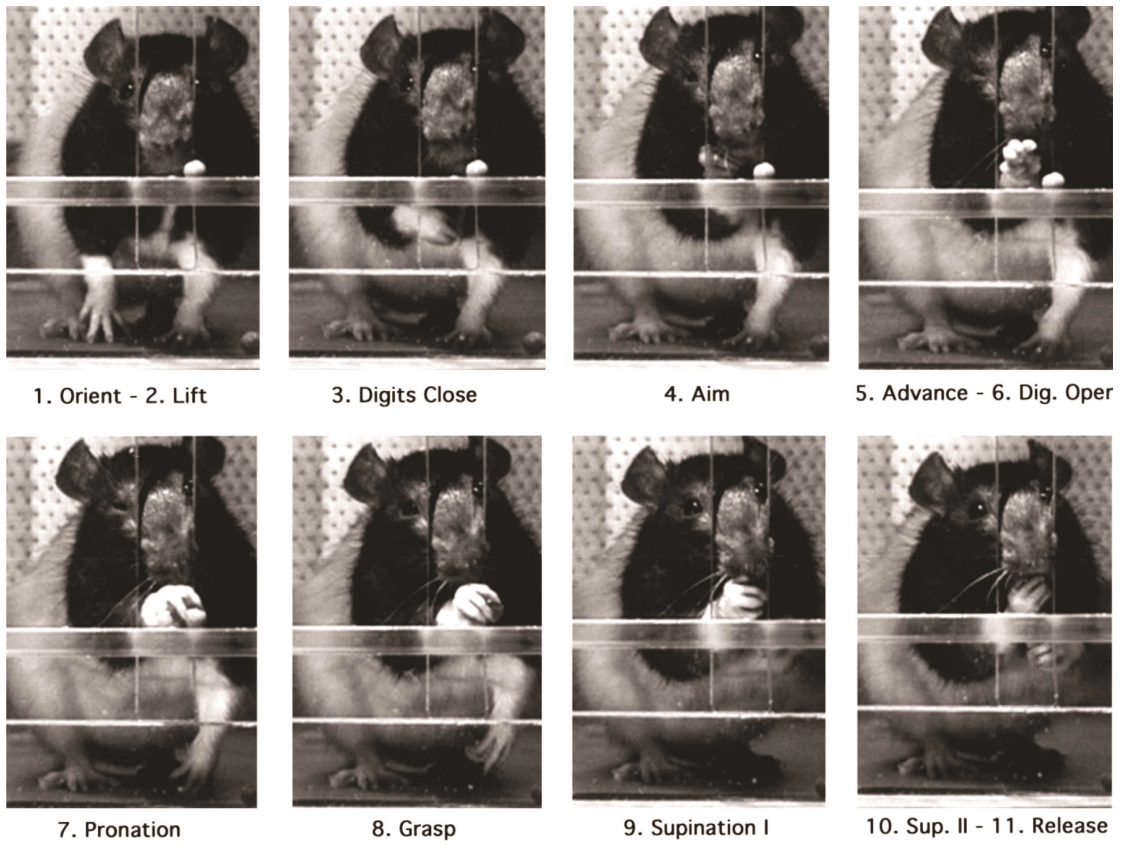 1. Orient - 2. Lift
3. Digits Close
4. Aim
5. Advance - 6. Dig. Oper
7. Pronation
8. Grasp
9. Supination I
10. Sup. II - 11. Release